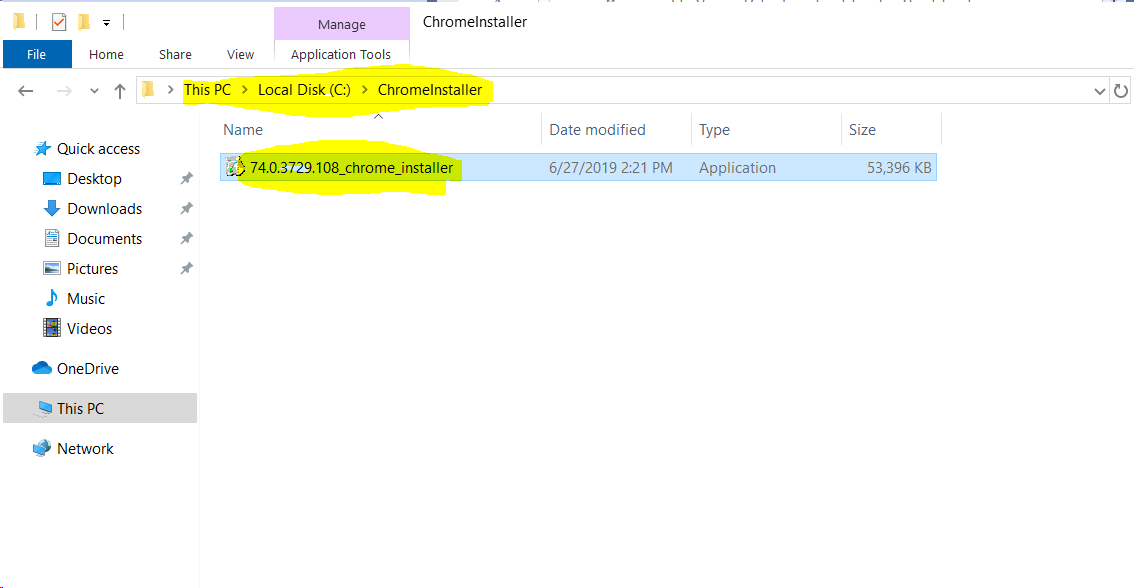 Manage
ChromeInstaller
File
Home
Share
View
Application Tools
This PC > Local Disk (C:) > ChromeInstaller
Name
Date modified
Type
Size
74.0.3729.108_chrome_installer
6/27/2019 2:21 PM
Application
53,396 KB
Quick access
Desktop
Downloads
Documents
Pictures
Music
Videos
OneDrive
This PC
Network